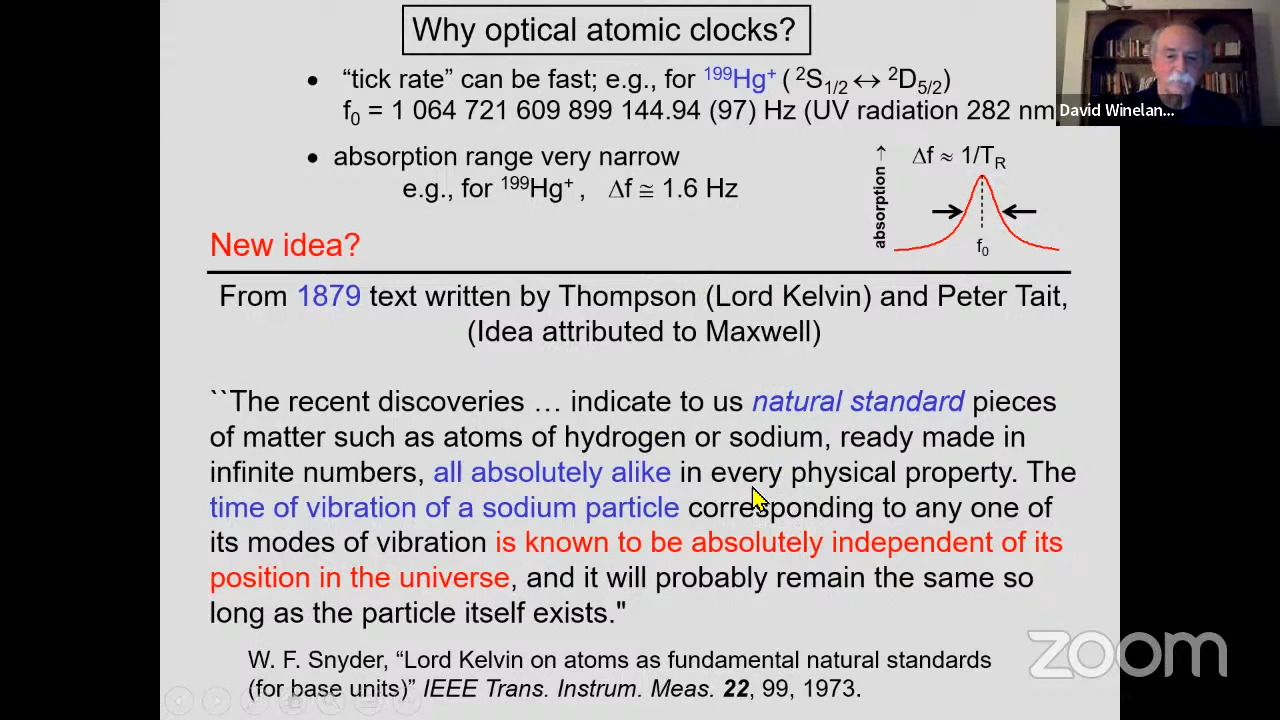 Why optical atomic clocks?
• “tick rate” can be fast; e.g., for ¹⁹⁹Hg⁺ ( ²S₁/₂ ↔ ²D₅/₂)
f₀ = 1 064 721 609 899 144.94 (97) Hz (UV radiation 282 nm
David Winelan...
• absorption range very narrow
e.g., for ¹⁹⁹Hg⁺ , Δf ≅ 1.6 Hz
absorption →
Δf ≈ 1/T_R
f₀
New idea?
From 1879 text written by Thompson (Lord Kelvin) and Peter Tait,
(Idea attributed to Maxwell)
``The recent discoveries … indicate to us natural standard pieces
of matter such as atoms of hydrogen or sodium, ready made in
infinite numbers, all absolutely alike in every physical property. The
time of vibration of a sodium particle corresponding to any one of
its modes of vibration is known to be absolutely independent of its
position in the universe, and it will probably remain the same so
long as the particle itself exists."
W. F. Snyder, “Lord Kelvin on atoms as fundamental natural standards
(for base units)” IEEE Trans. Instrum. Meas. 22, 99, 1973.
zoom